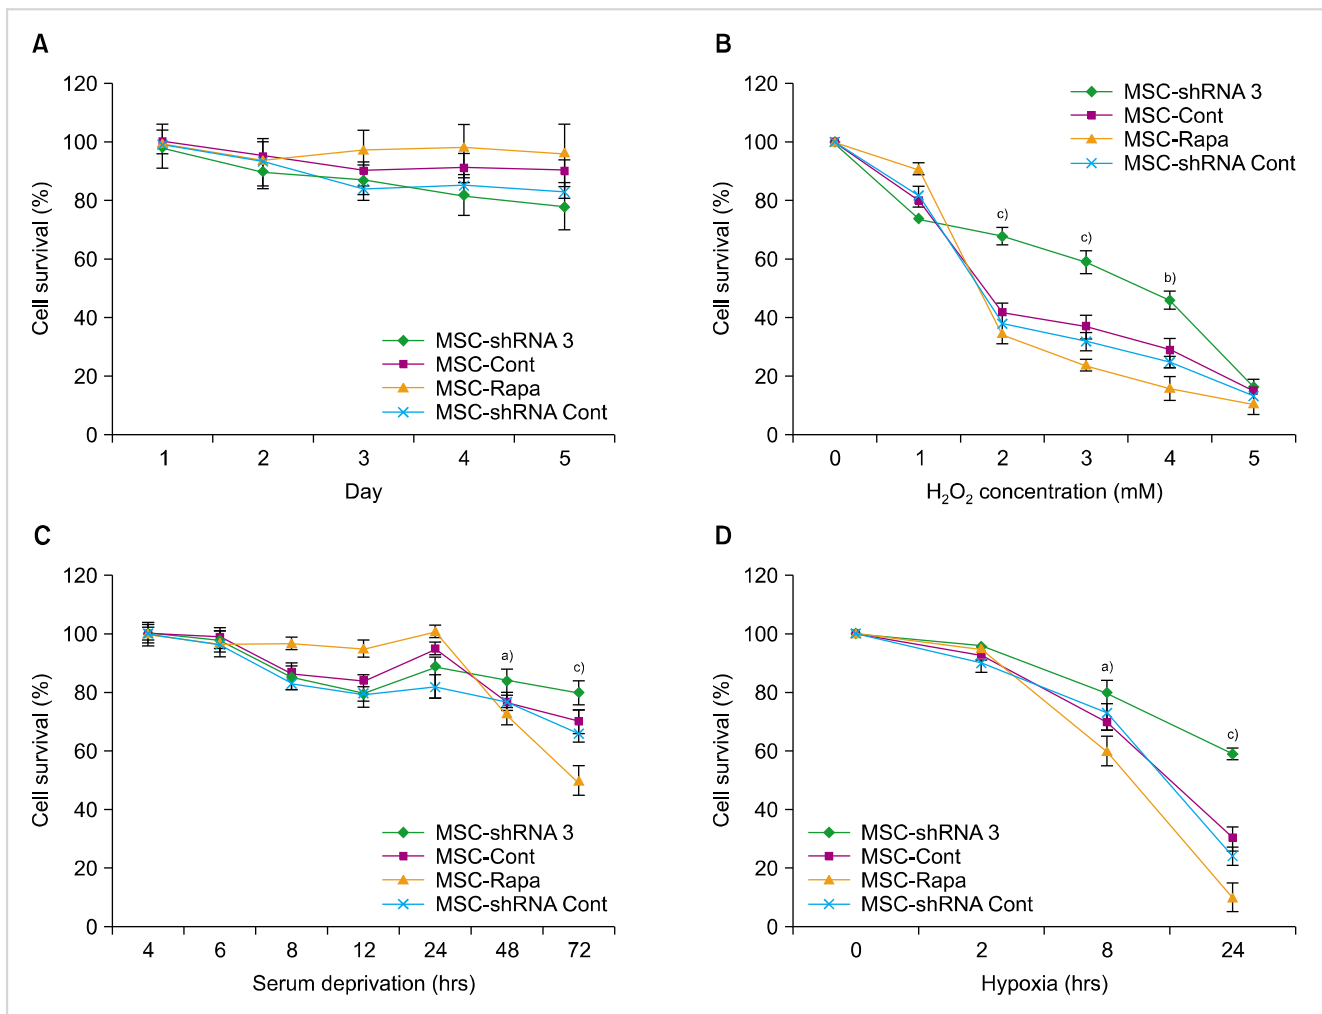 A
120
100
80
60
40
20
0
Cell survival (%)
MSC-shRNA 3
MSC-Cont
MSC-Rapa
MSC-shRNA Cont
1 2 3 4 5
Day
B
120
100
80
60
40
20
0
Cell survival (%)
MSC-shRNA 3
MSC-Cont
MSC-Rapa
MSC-shRNA Cont
c)
c)
b)
0 1 2 3 4 5
H₂O₂ concentration (mM)
C
120
100
80
60
40
20
0
Cell survival (%)
a)
c)
MSC-shRNA 3
MSC-Cont
MSC-Rapa
MSC-shRNA Cont
4 6 8 12 24 48 72
Serum deprivation (hrs)
D
120
100
80
60
40
20
0
Cell survival (%)
a)
c)
MSC-shRNA 3
MSC-Cont
MSC-Rapa
MSC-shRNA Cont
0 2 8 24
Hypoxia (hrs)